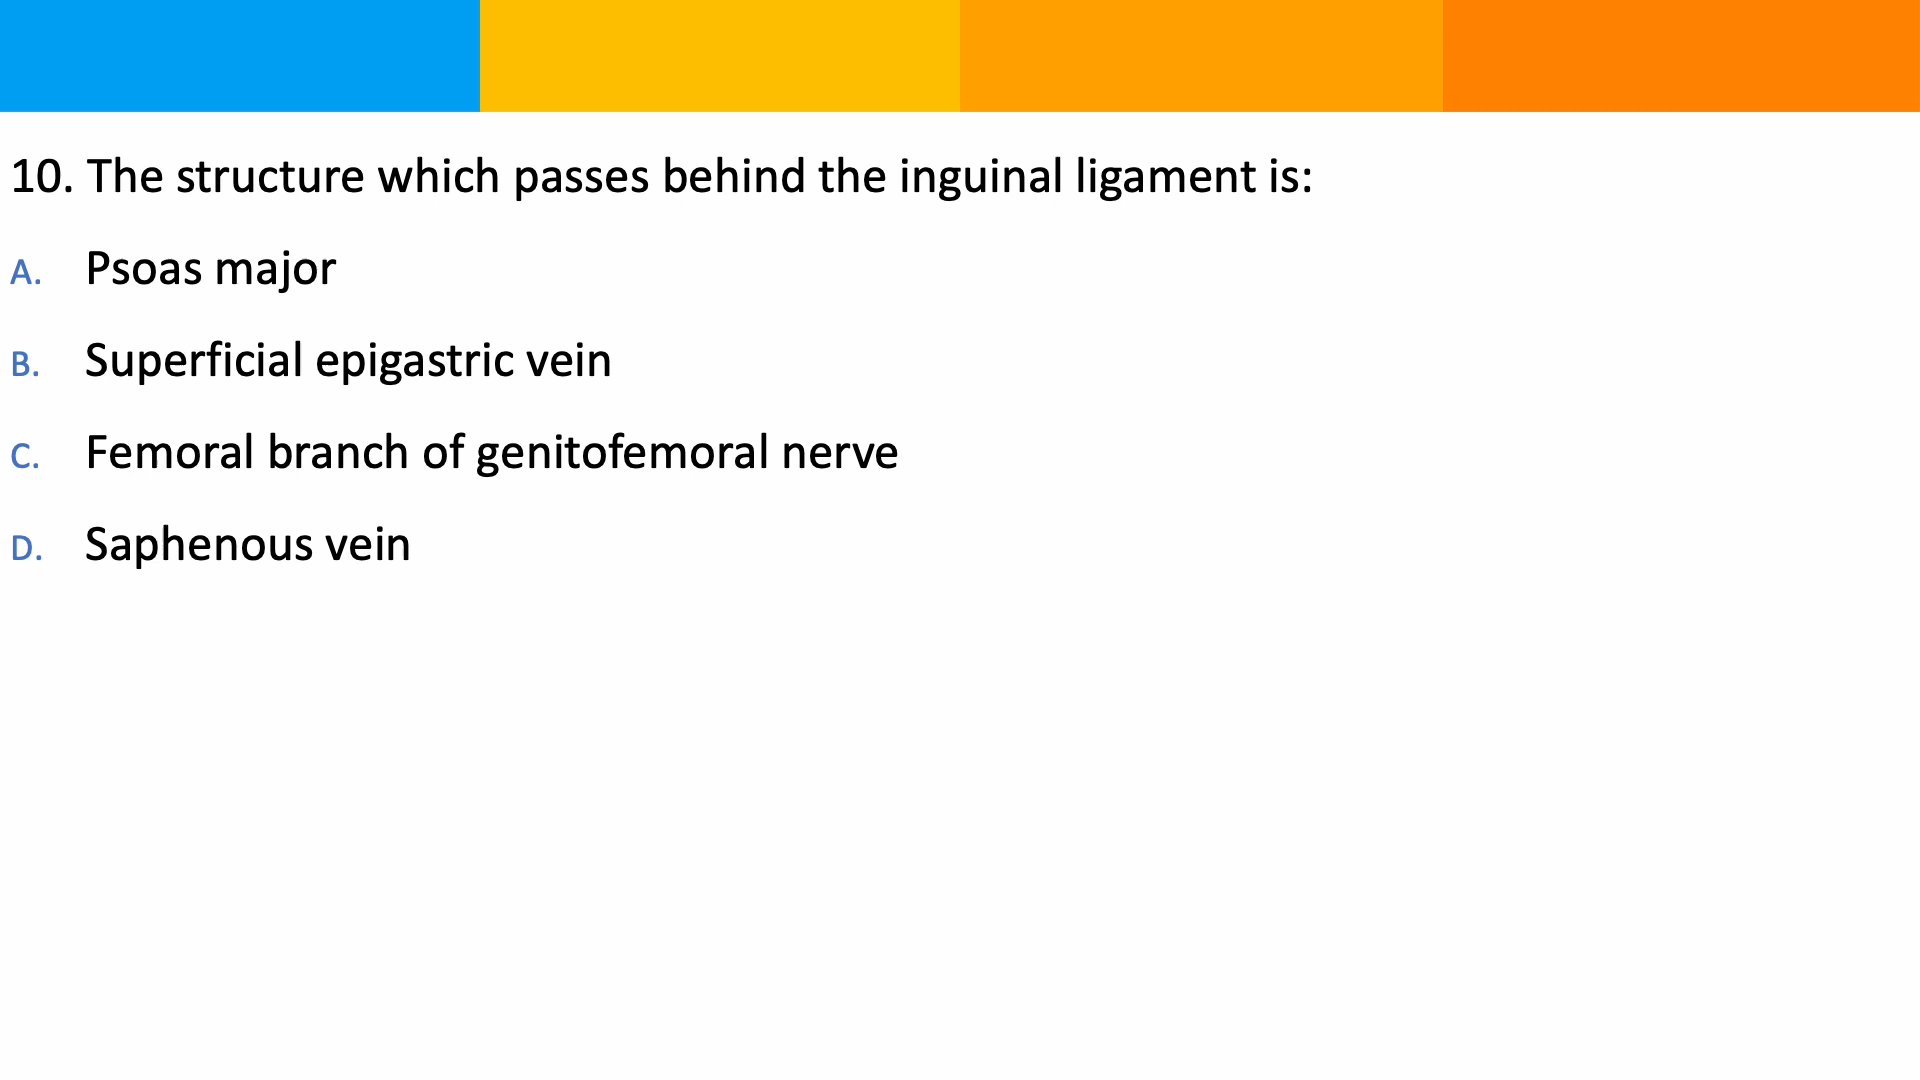 10. The structure which passes behind the inguinal ligament is:
A. Psoas major
B. Superficial epigastric vein
C. Femoral branch of genitofemoral nerve
D. Saphenous vein